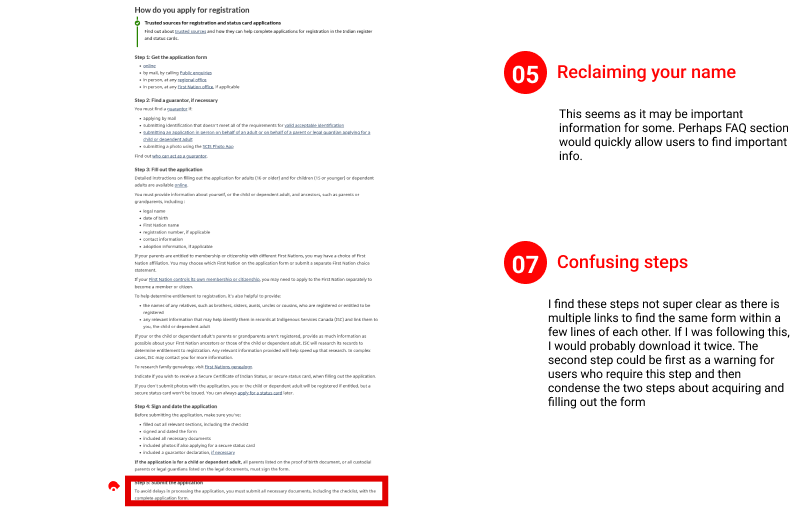 How do you apply for registration
Trusted sources for registration and status card applications
Find out about trusted sources and how they can help complete applications for registration in the Indian register
and status cards.
Step 1: Get the application form
online
by mail, by calling Public enquiries
in person, at any regional office
in person, at any First Nation office, if applicable
Step 2: Find a guarantor, if necessary
You must find a guarantor if:
applying by mail
submitting identification that doesn't meet all of the requirements for valid acceptable identification
submitting an application in person on behalf of an adult or on behalf of a parent or legal guardian applying for a
child or dependent adult
submitting a photo using the SCIS Photo App
Find out who can act as a guarantor.
Step 3: Fill out the application
Detailed instructions on filling out the application for adults (16 or older) and for children (15 or younger) or dependent
adults are available online.
You must provide information about yourself, or the child or dependent adult, and ancestors, such as parents or
grandparents, including:
legal name
date of birth
First Nation name
registration number, if applicable
contact information
adoption information, if applicable
If your parents are entitled to membership or citizenship with different First Nations, you may have a choice of First
Nation affiliation. You may choose which First Nation on the application form or submit a separate First Nation choice
statement.
If your First Nation controls its own membership or citizenship, you may need to apply to the First Nation separately to
become a member or citizen.
To help determine entitlement to registration, it's also helpful to provide:
the names of any relatives, such as brothers, sisters, aunts, uncles or cousins, who are registered or entitled to be
registered
any relevant information that may help identify them in records at Indigenous Services Canada (ISC) and link them to
you, the child or dependent adult
If your or the child or dependent adult's parents or grandparents aren't registered, provide as much information as
possible about your First Nation ancestors or those of the child or dependent adult. ISC will research its records to
determine entitlement to registration. Any relevant information provided will help speed up that research. In complex
cases, ISC may contact you for more information.
To research family genealogy, visit First Nations genealogy.
Indicate if you wish to receive a Secure Certificate of Indian Status, or secure status card, when filling out the application.
If you don't submit photos with the application, you or the child or dependent adult will be registered if entitled, but a
secure status card won't be issued. You can always apply for a status card later.
Step 4: Sign and date the application
Before submitting the application, make sure you've:
filled out all relevant sections, including the checklist
signed and dated the form
included all necessary documents
included photos if also applying for a secure status card
included a guarantor declaration, if necessary
If the application is for a child or dependent adult, all parents listed on the proof of birth document, or all custodial
parents or legal guardians listed on the legal documents, must sign the form.
Step 5: Submit the application
To avoid delays in processing the application, you must submit all necessary documents, including the checklist, with the
complete application form.
05 Reclaiming your name
This seems as it may be important
information for some. Perhaps FAQ section
would quickly allow users to find important
info.
07 Confusing steps
I find these steps not super clear as there is
multiple links to find the same form within a
few lines of each other. If I was following this,
I would probably download it twice. The
second step could be first as a warning for
users who require this step and then
condense the two steps about acquiring and
filling out the form